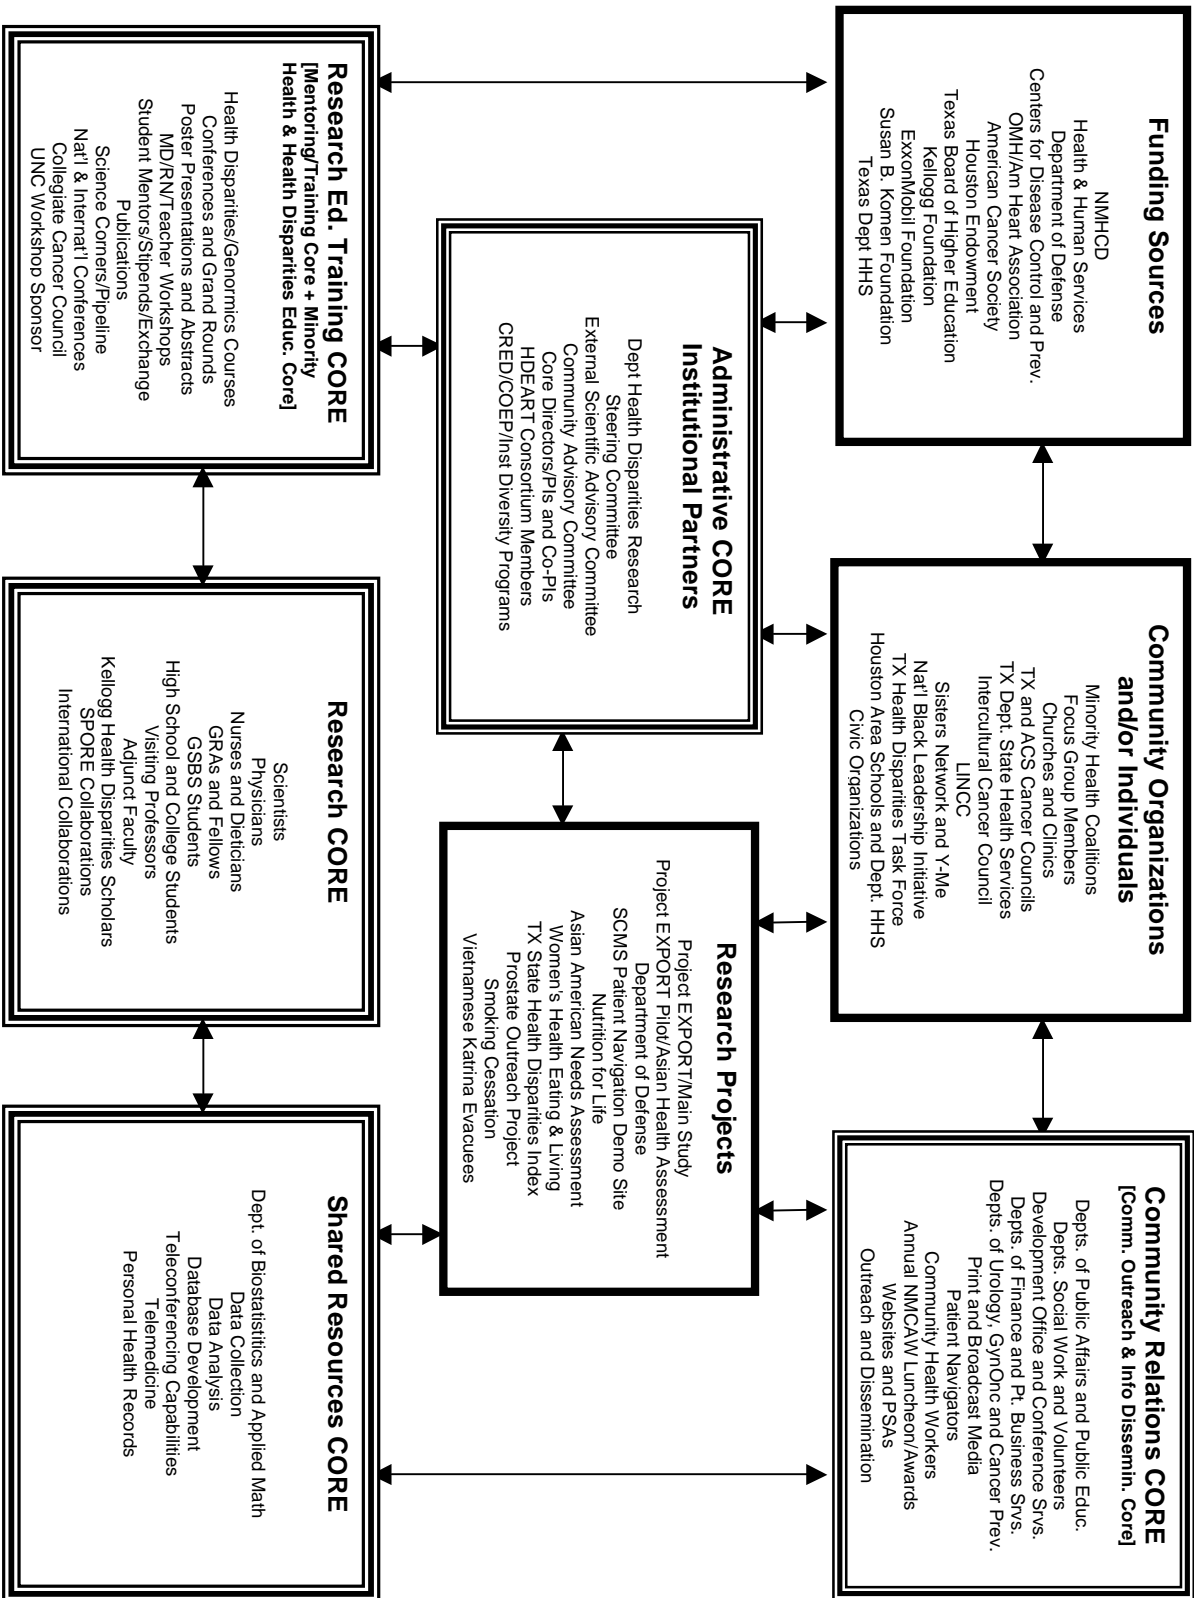 Funding Sources
NMHCD
Health & Human Services
Department of Defense
Centers for Disease Control and Prev.
OMH/Am Heart Association
American Cancer Society
Houston Endowment
Texas Board of Higher Education
Kellogg Foundation
ExxonMobil Foundation
Susan B. Komen Foundation
Texas Dept HHS
Community Organizations
and/or Individuals
Minority Health Coalitions
Focus Group Members
Churches and Clinics
TX and ACS Cancer Councils
TX Dept. State Health Services
Intercultural Cancer Council
LINCC
Sisters Network and Y-Me
Nat'l Black Leadership Initiative
TX Health Disparities Task Force
Houston Area Schools and Dept. HHS
Civic Organizations
Community Relations CORE
[Comm. Outreach & Info Dissemin. Core]
Depts. of Public Affairs and Public Educ.
Depts. Social Work and Volunteers
Development Office and Conference Srvs.
Depts. of Finance and Pt. Business Srvs.
Depts. of Urology, GynOnc and Cancer Prev.
Print and Broadcast Media
Patient Navigators
Community Health Workers
Annual NMCAW Luncheon/Awards
Websites and PSAs
Outreach and Dissemination
Administrative CORE
Institutional Partners
Dept Health Disparities Research
Steering Committee
External Scientific Advisory Committee
Community Advisory Committee
Core Directors/PIs and Co-PIs
HDEART Consortium Members
CRED/COEP/Inst Diversity Programs
Research Projects
Project EXPORT/Main Study
Project EXPORT Pilot/Asian Health Assessment
Department of Defense
SCMS Patient Navigation Demo Site
Nutrition for Life
Asian American Needs Assessment
Women's Health Eating & Living
TX State Health Disparities Index
Prostate Outreach Project
Smoking Cessation
Vietnamese Katrina Evacuees
Research Ed. Training CORE
[Mentoring/Training Core + Minority
Health & Health Disparities Educ. Core]
Health Disparities/Genormics Courses
Conferences and Grand Rounds
Poster Presentations and Abstracts
MD/RN/Teacher Workshops
Student Mentors/Stipends/Exchange
Publications
Science Corners/Pipeline
Nat'l & Internat'l Conferences
Collegiate Cancer Council
UNC Workshop Sponsor
Research CORE
Scientists
Physicians
Nurses and Dieticians
GRAs and Fellows
GSBS Students
High School and College Students
Visiting Professors
Adjunct Faculty
Kellogg Health Disparities Scholars
SPORE Collaborations
International Collaborations
Shared Resources CORE
Dept. of Biostatistitics and Applied Math
Data Collection
Data Analysis
Database Development
Teleconferencing Capabilities
Telemedicine
Personal Health Records